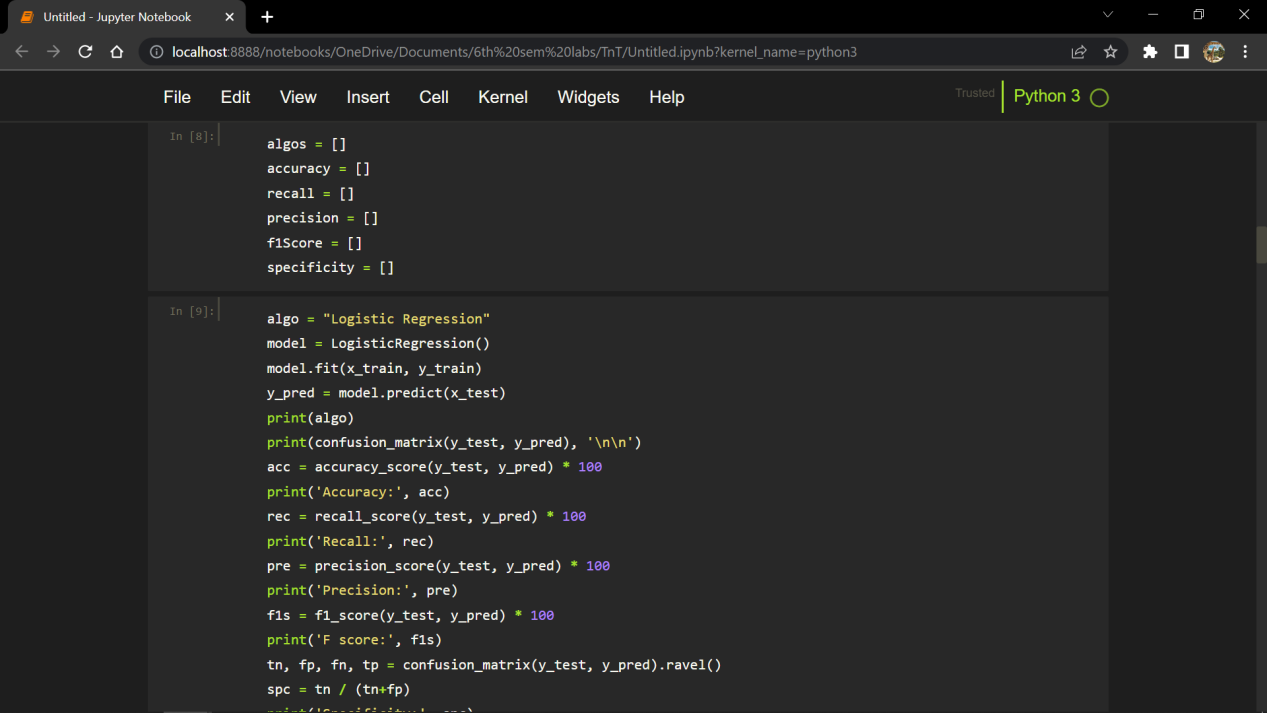 Untitled - Jupyter Notebook
localhost:8888/notebooks/OneDrive/Documents/6th%20sem%20labs/TnT/Untitled.ipynb?kernel_name=python3
File Edit View Insert Cell Kernel Widgets Help Trusted Python 3
In [8]:
algos = []
accuracy = []
recall = []
precision = []
f1Score = []
specificity = []
In [9]:
algo = "Logistic Regression"
model = LogisticRegression()
model.fit(x_train, y_train)
y_pred = model.predict(x_test)
print(algo)
print(confusion_matrix(y_test, y_pred), '\n\n')
acc = accuracy_score(y_test, y_pred) * 100
print('Accuracy:', acc)
rec = recall_score(y_test, y_pred) * 100
print('Recall:', rec)
pre = precision_score(y_test, y_pred) * 100
print('Precision:', pre)
f1s = f1_score(y_test, y_pred) * 100
print('F score:', f1s)
tn, fp, fn, tp = confusion_matrix(y_test, y_pred).ravel()
spc = tn / (tn+fp)